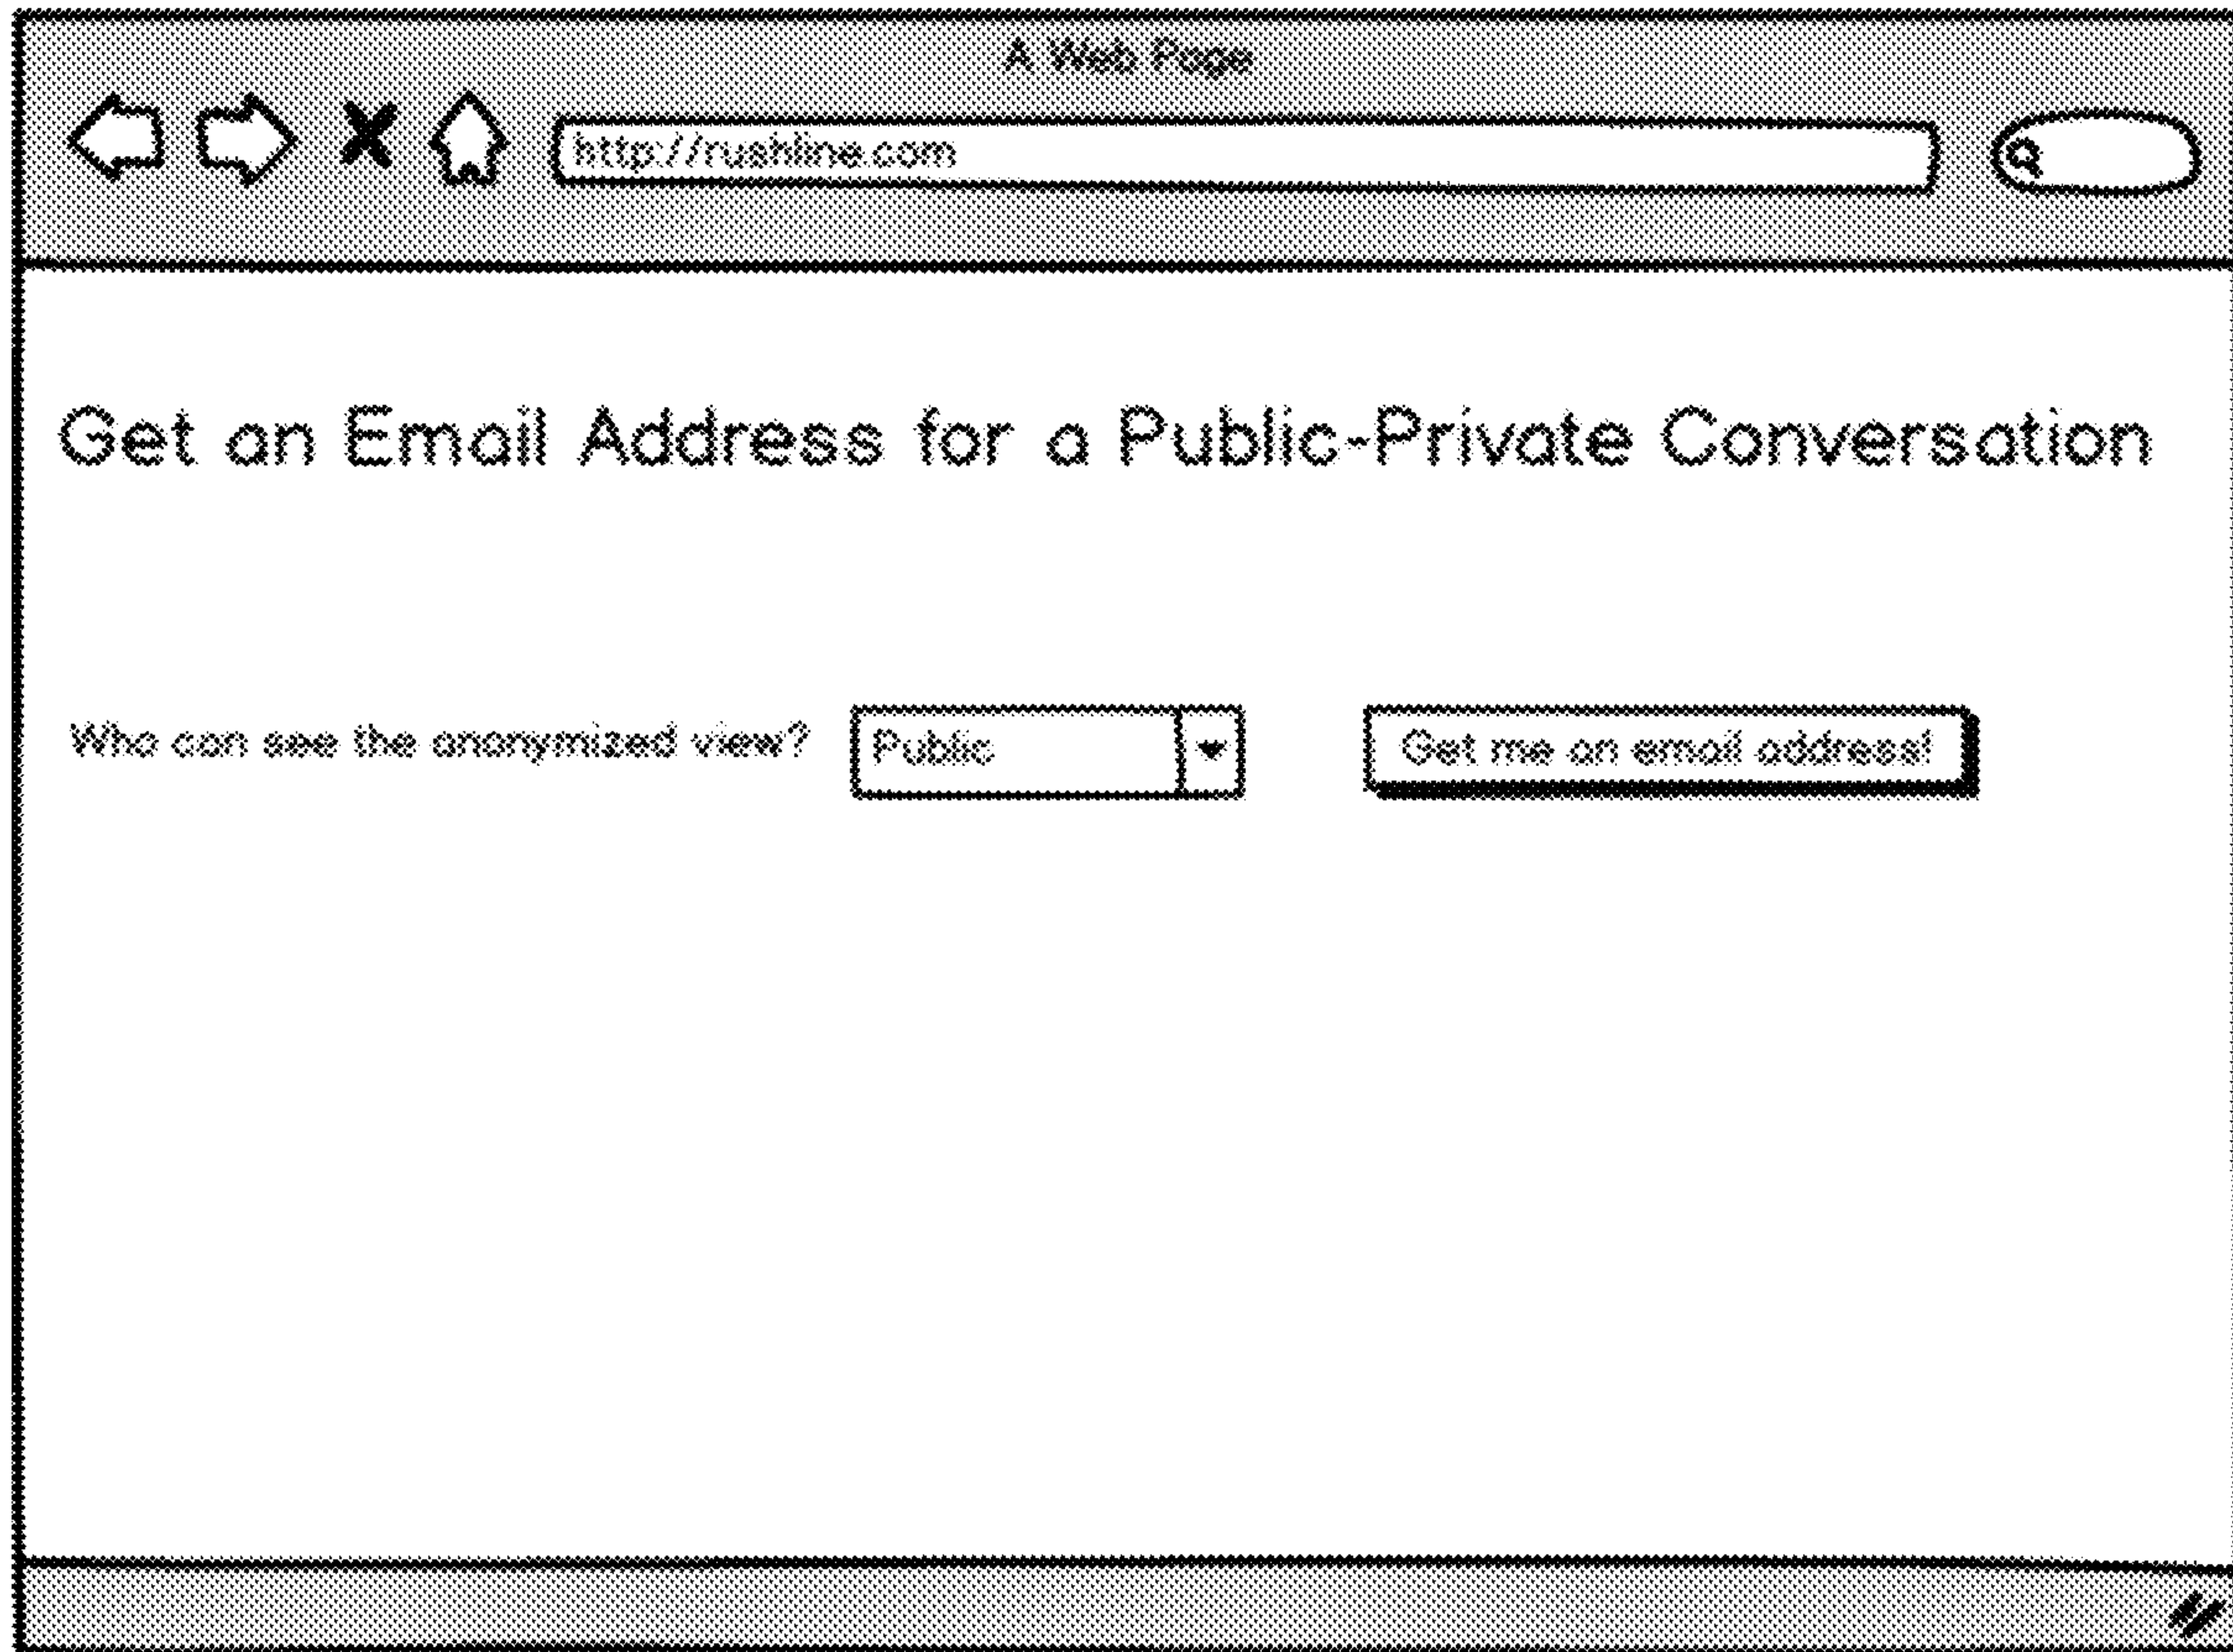 A Web Page
http://rushline.com
Get an Email Address for a Public-Private Conversation
Who can see the anonymized view? Public Get me an email address!